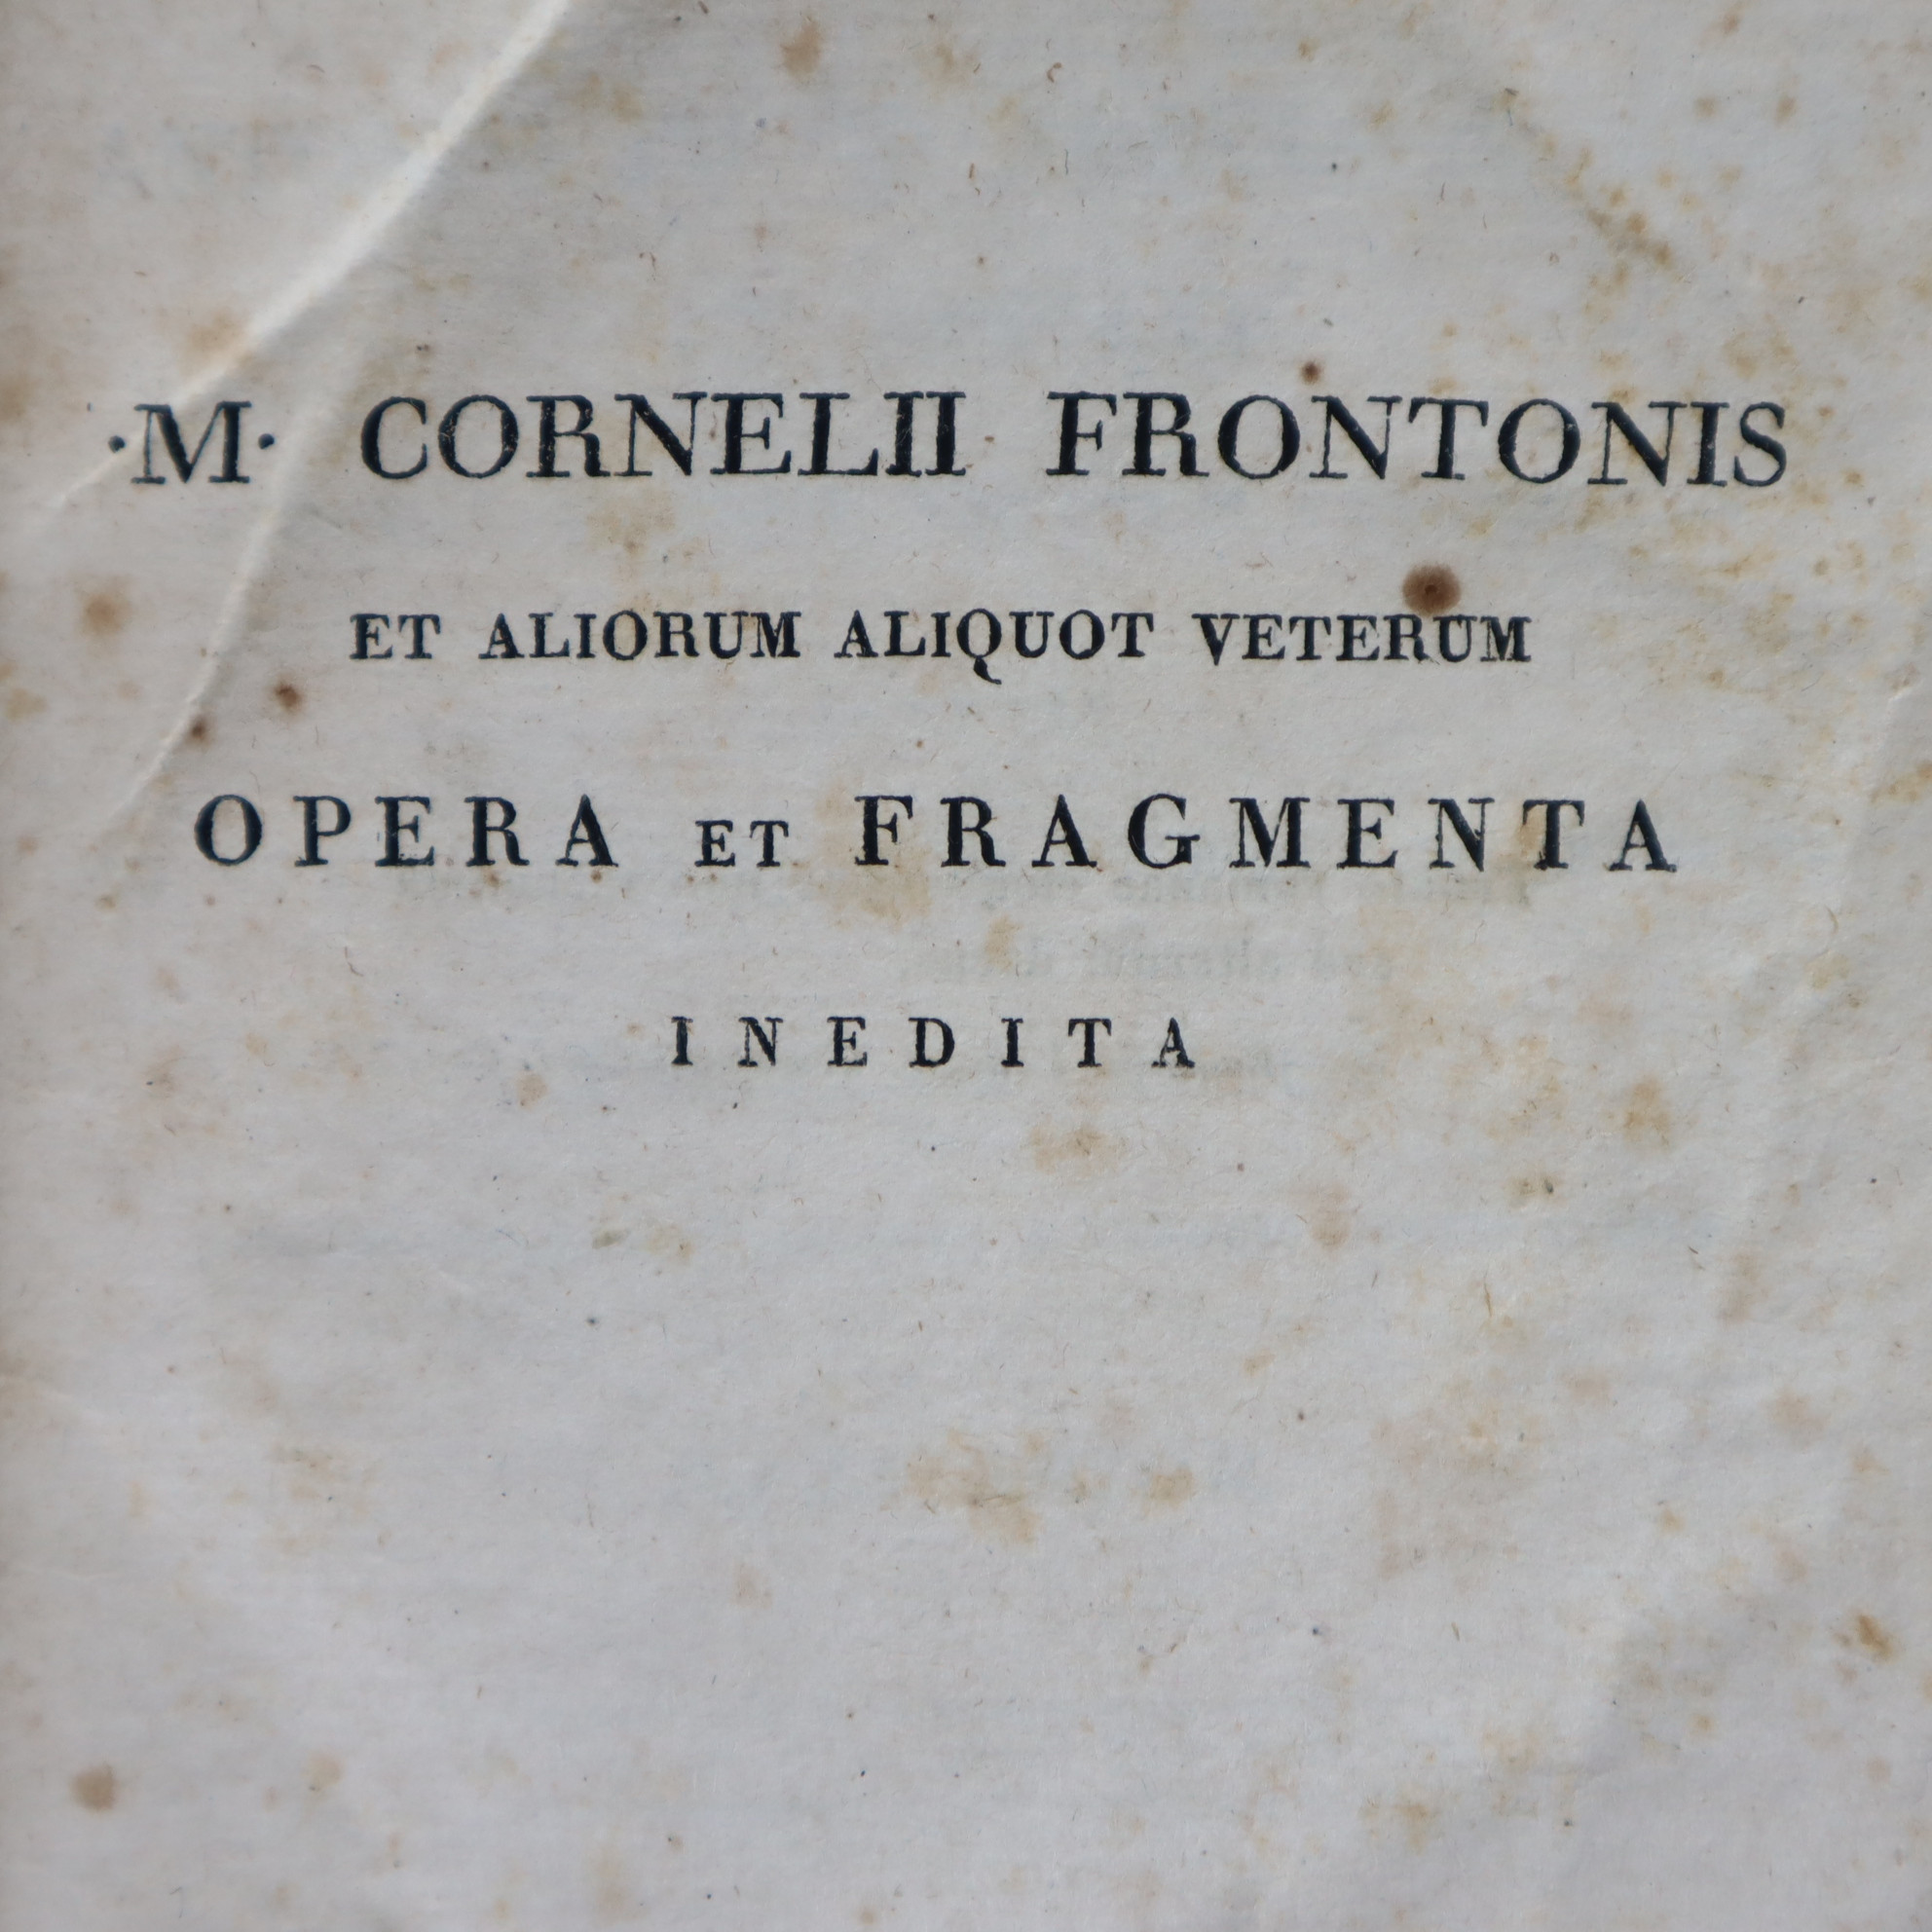 ·M· CORNELII FRONTONIS
ET ALIORUM ALIQUOT VETERUM
OPERA ET FRAGMENTA
INEDITA